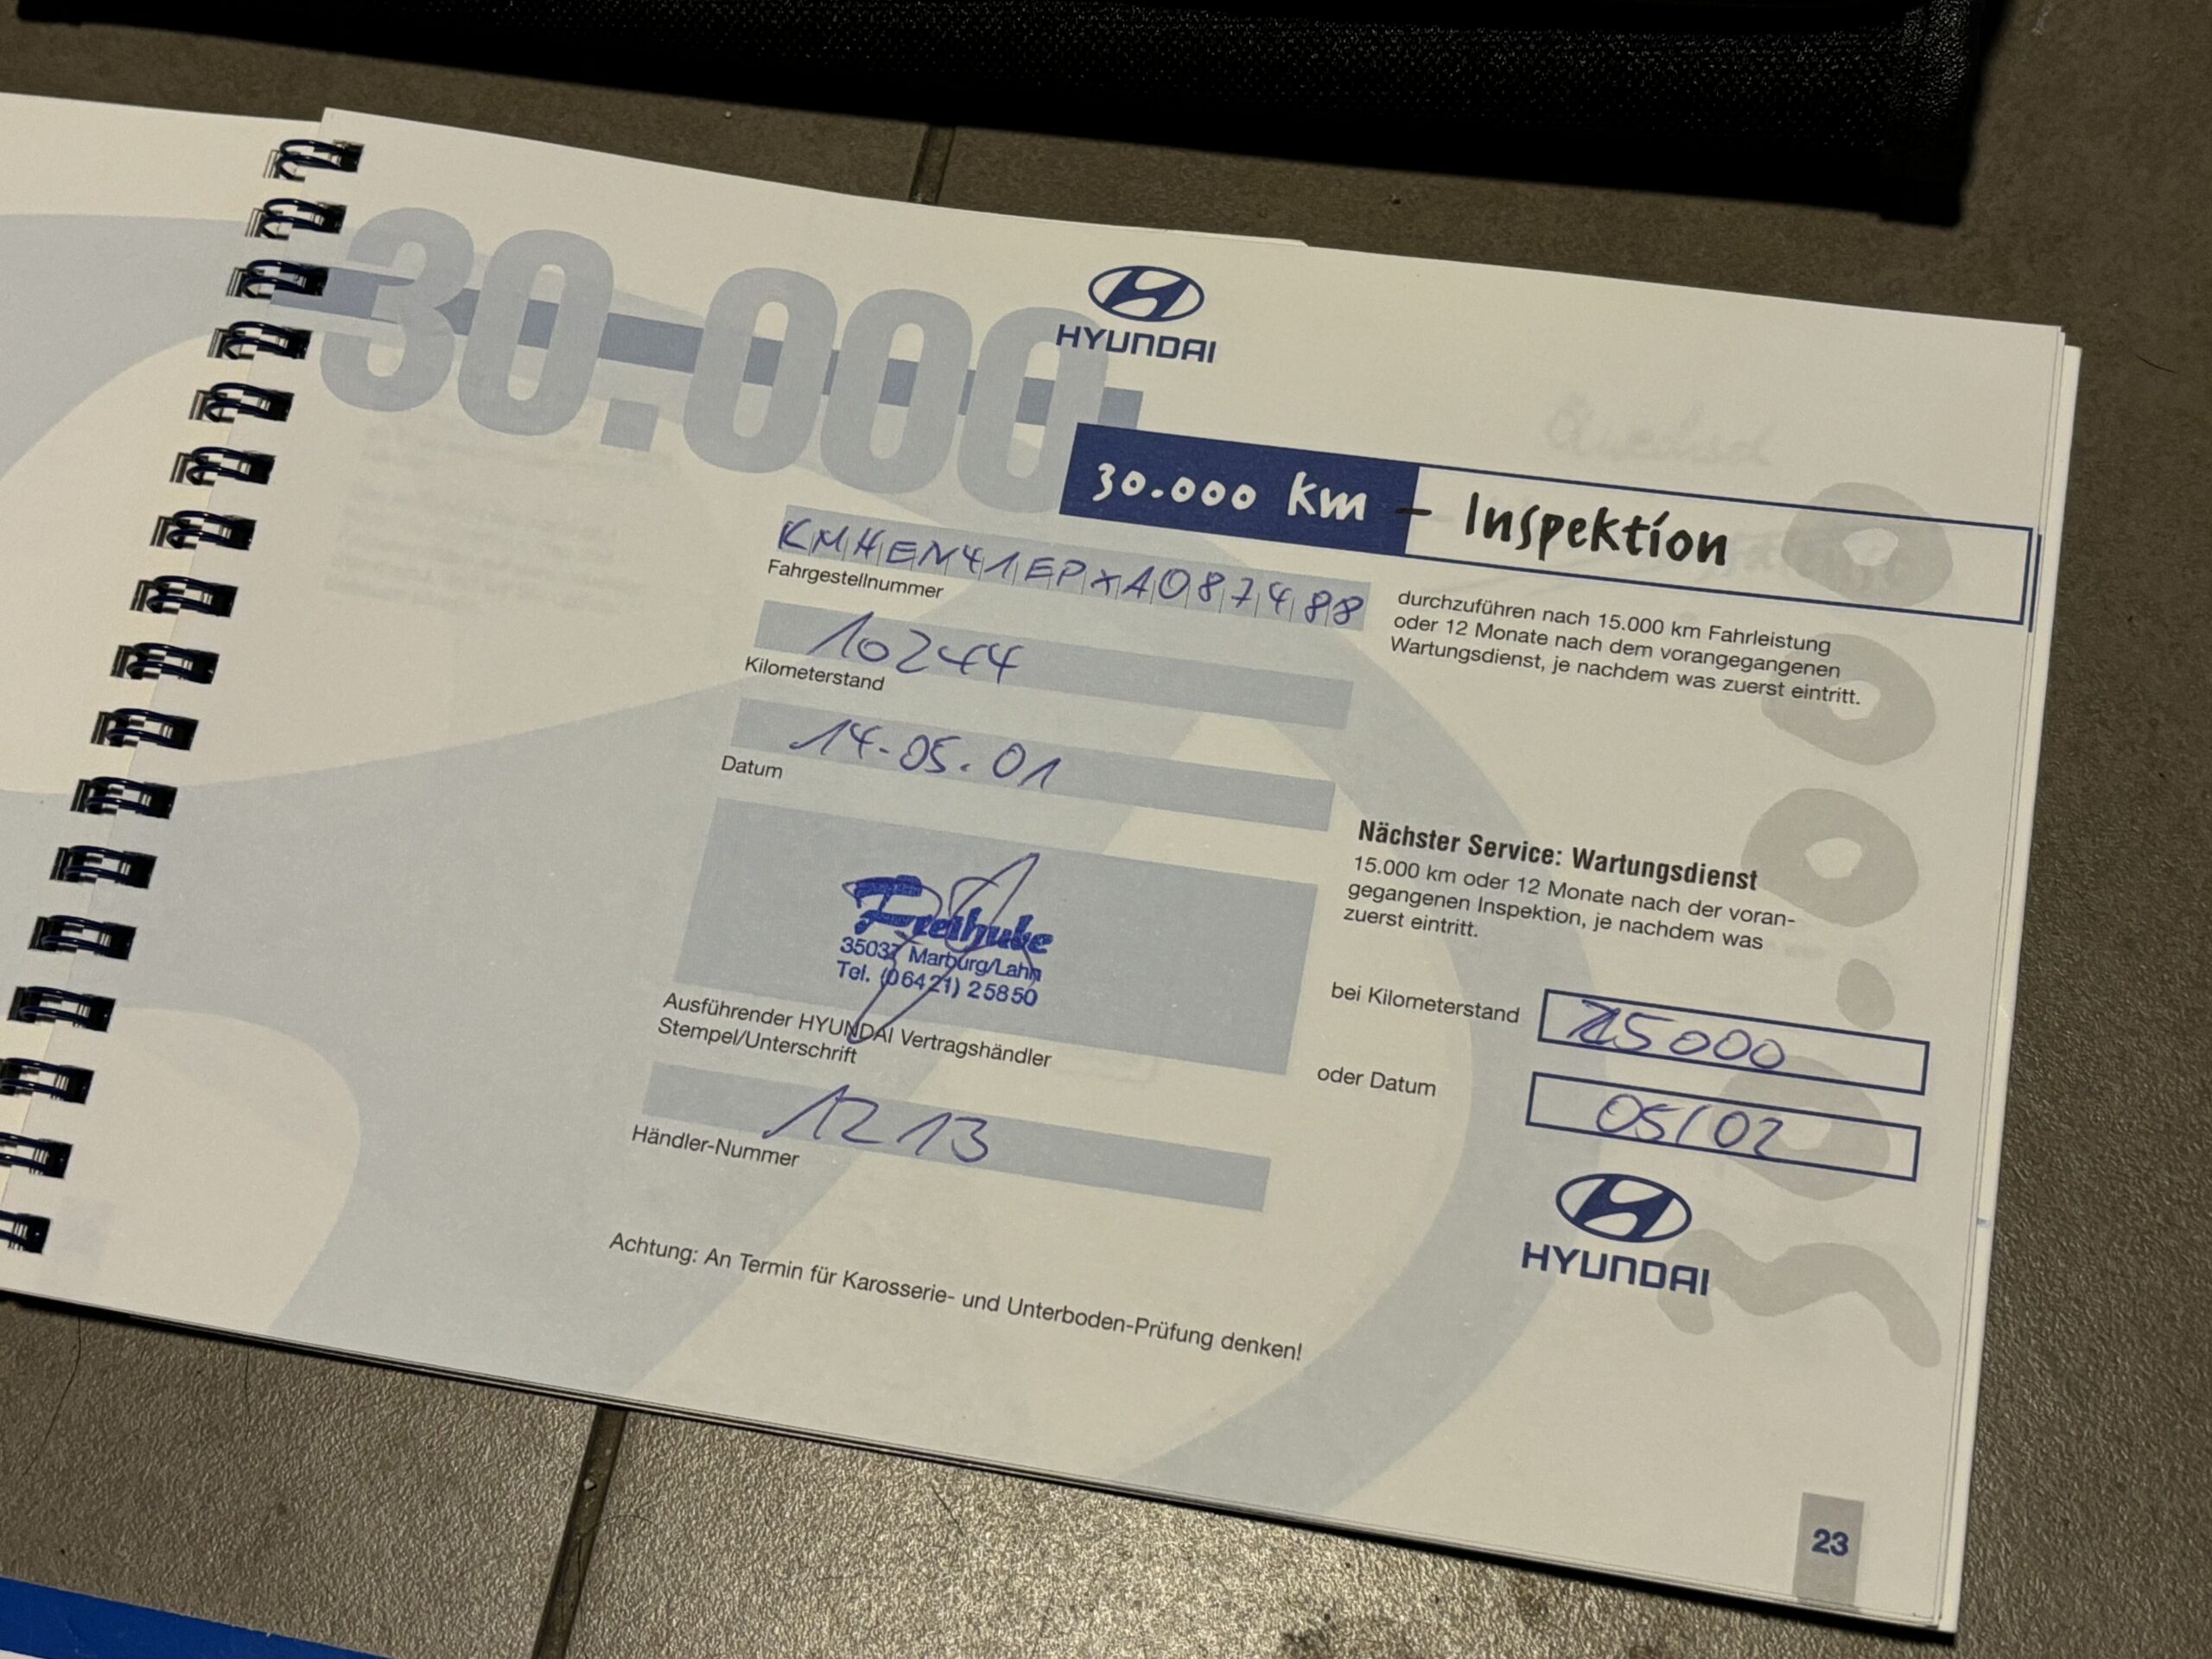 30.000
HYUNDAI
30.000 km - Inspektion
KMHEN41EPXA087488
Fahrgestellnummer
10244
Kilometerstand
14.05.01
Datum
Freihube
35037 Marburg/Lahn
Tel. (06421) 25850
Ausführender HYUNDAI Vertragshändler
Stempel/Unterschrift
1213
Händler-Nummer
Achtung: An Termin für Karosserie- und Unterboden-Prüfung denken!
durchzuführen nach 15.000 km Fahrleistung
oder 12 Monate nach dem vorangegangenen
Wartungsdienst, je nachdem was zuerst eintritt.
Nächster Service: Wartungsdienst
15.000 km oder 12 Monate nach der voran-
gegangenen Inspektion, je nachdem was
zuerst eintritt.
bei Kilometerstand
25000
oder Datum
05/02
HYUNDAI
23